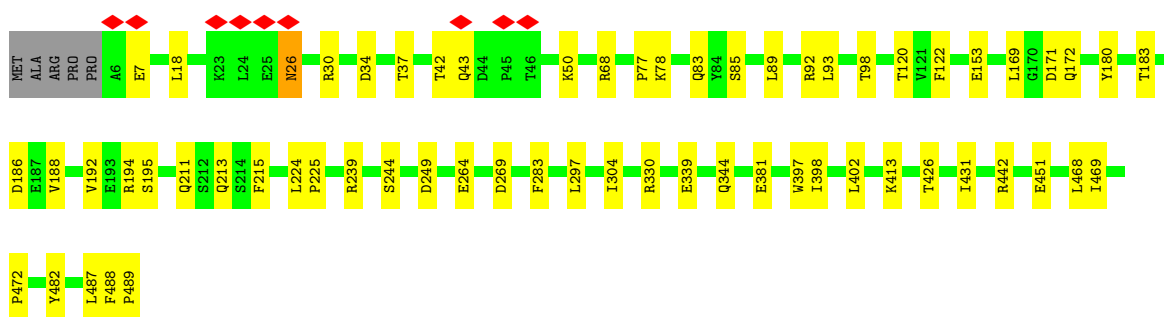 MET ALA ARG PRO PRO A6 E7 L18 K23 L24 E25 N26 R30 D34 T37 T42 Q43 D44 P45 T46 K50 R68 P77 K78 Q83 Y84 S85 L89 R92 L93 T98 T120 V121 F122 E153 L169 G170 D171 Q172 Y180 T183
D186 E187 V188 V192 E193 R194 S195 Q211 S212 Q213 S214 F215 L224 P225 R239 S244 D249 E264 D269 F283 L297 I304 R330 E339 Q344 E381 W397 I398 L402 K413 T426 I431 R442 E451 L468 I469
P472 Y482 L487 F488 P489